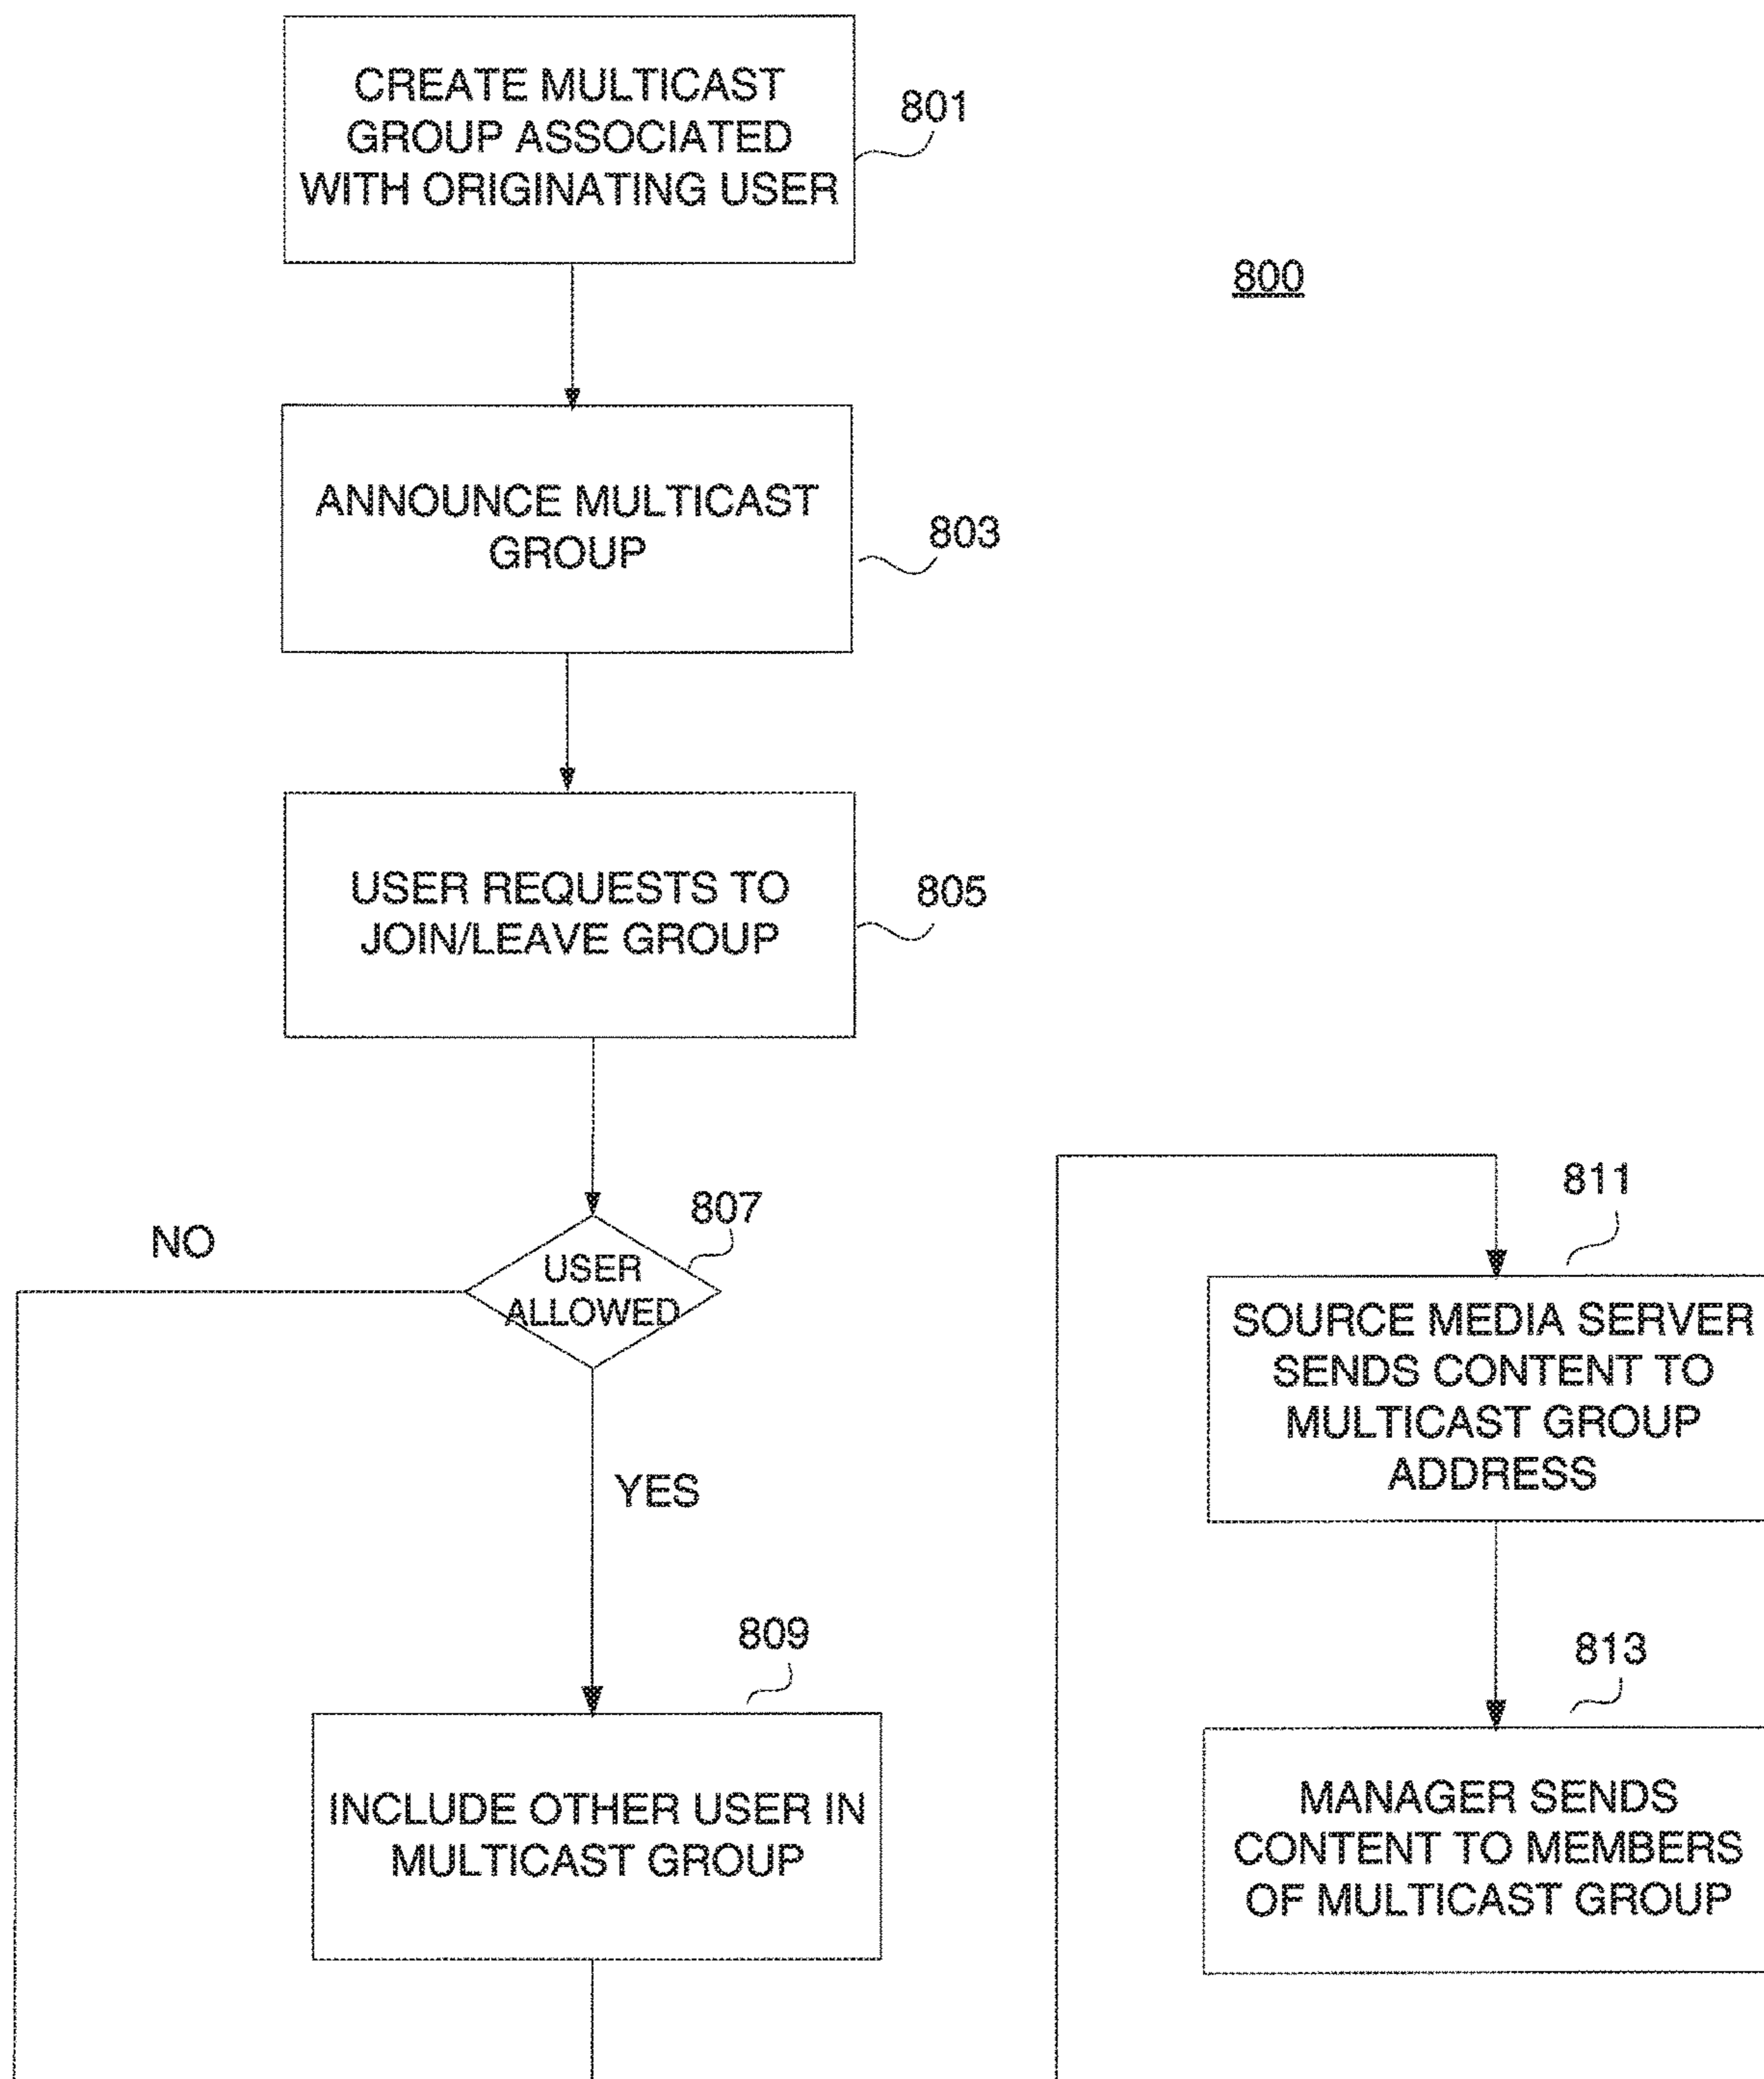 CREATE MULTICAST
GROUP ASSOCIATED
WITH ORIGINATING USER
801
800
ANNOUNCE MULTICAST
GROUP
803
USER REQUESTS TO
JOIN/LEAVE GROUP
805
NO
USER
ALLOWED
807
YES
809
INCLUDE OTHER USER IN
MULTICAST GROUP
811
SOURCE MEDIA SERVER
SENDS CONTENT TO
MULTICAST GROUP
ADDRESS
813
MANAGER SENDS
CONTENT TO MEMBERS
OF MULTICAST GROUP